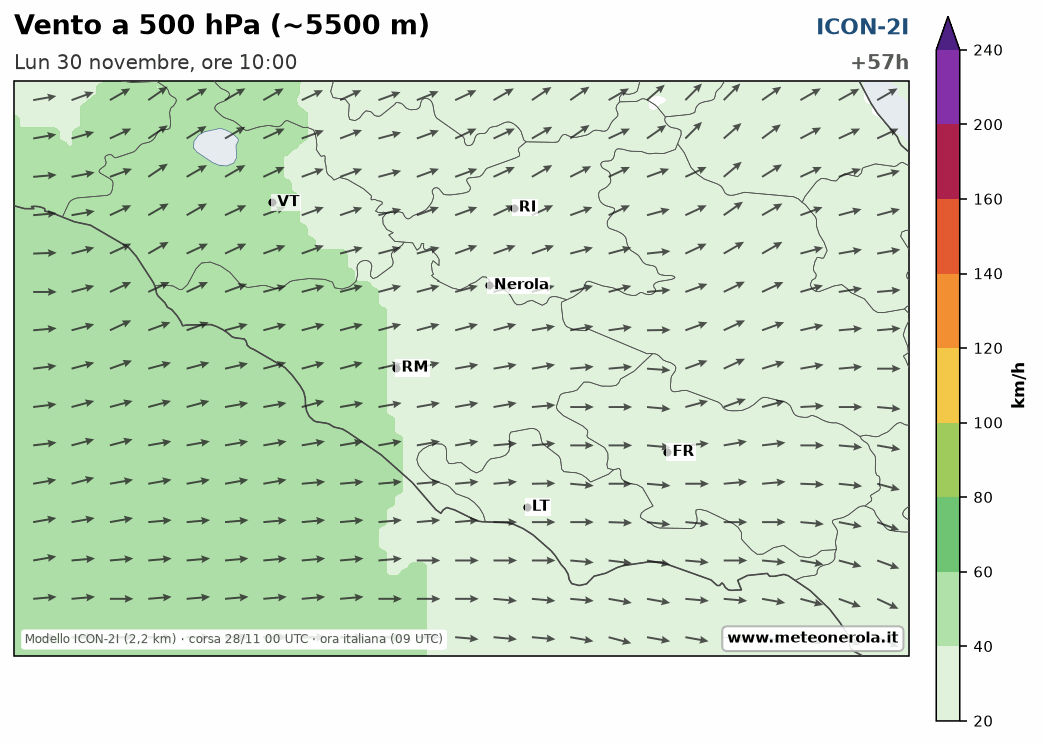 Vento a 500 hPa (~5500 m)
ICON-2I
Lun 30 novembre, ore 10:00
+57h
240
200
160
140
120
100
80
60
40
20
km/h
VT
RI
Nerola
RM
FR
LT
Modello ICON-2I (2,2 km) · corsa 28/11 00 UTC · ora italiana (09 UTC)
www.meteonerola.it